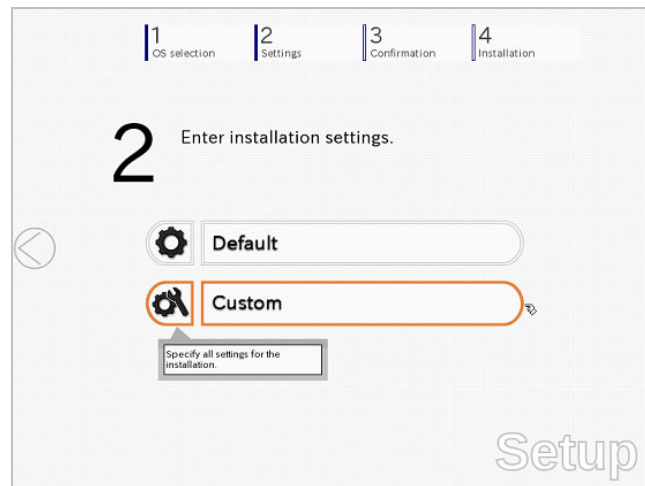 1
OS selection
2
Settings
3
Confirmation
4
Installation
2
Enter installation settings.
Default
Custom
Specify all settings for the
installation.
Setup